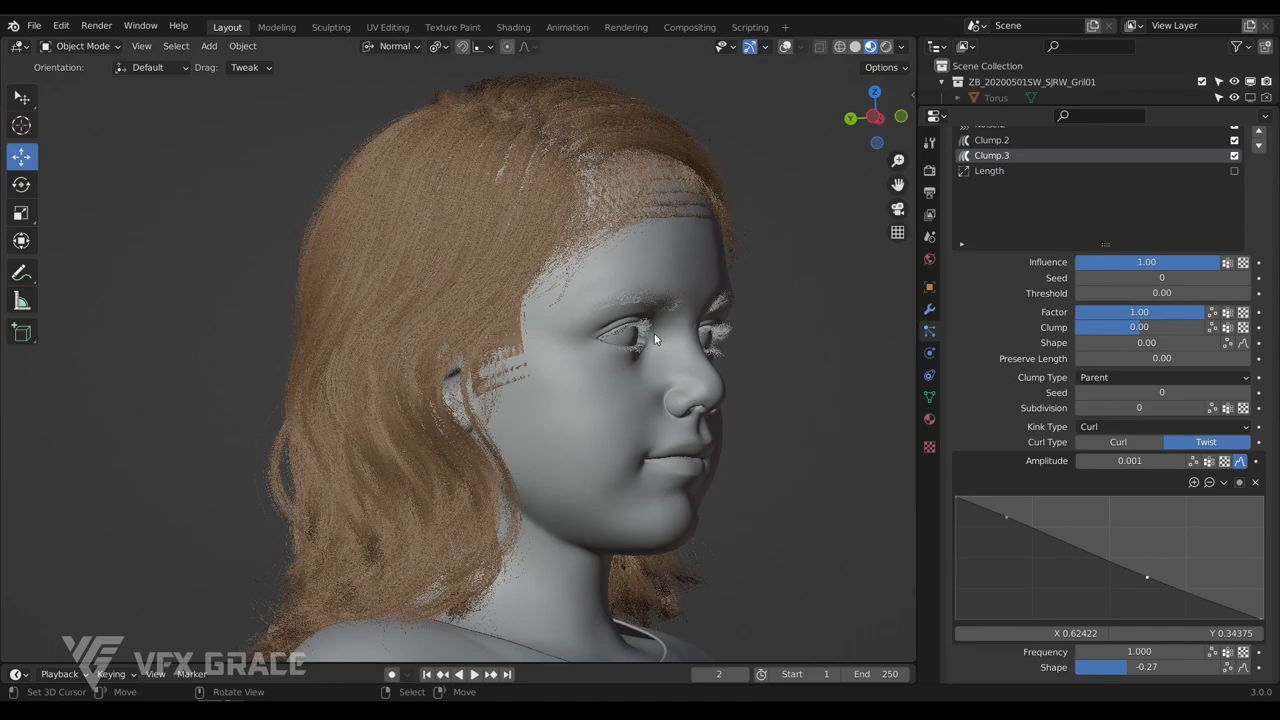 File Edit Render Window Help
Layout Modeling Sculpting UV Editing Texture Paint Shading Animation Rendering Compositing Scripting +
Scene
View Layer
Object Mode View Select Add Object
Normal
Orientation: Default Drag: Tweak
Options
Z
Y
Scene Collection
ZB_20200501SW_SJRW_Gril01
Torus
Clump.2
Clump.3
Length
Influence 1.00
Seed 0
Threshold 0.00
Factor 1.00
Clump 0.00
Shape 0.00
Preserve Length 0.00
Clump Type Parent
Seed 0
Subdivision 0
Kink Type Curl
Curl Type Curl Twist
Amplitude 0.001
X 0.62422 Y 0.34375
Frequency 1.000
Shape -0.27
VFX GRACE
Playback Keying View Marker
2
Start 1 End 250
Set 3D Cursor Move Rotate View Select Move
3.0.0